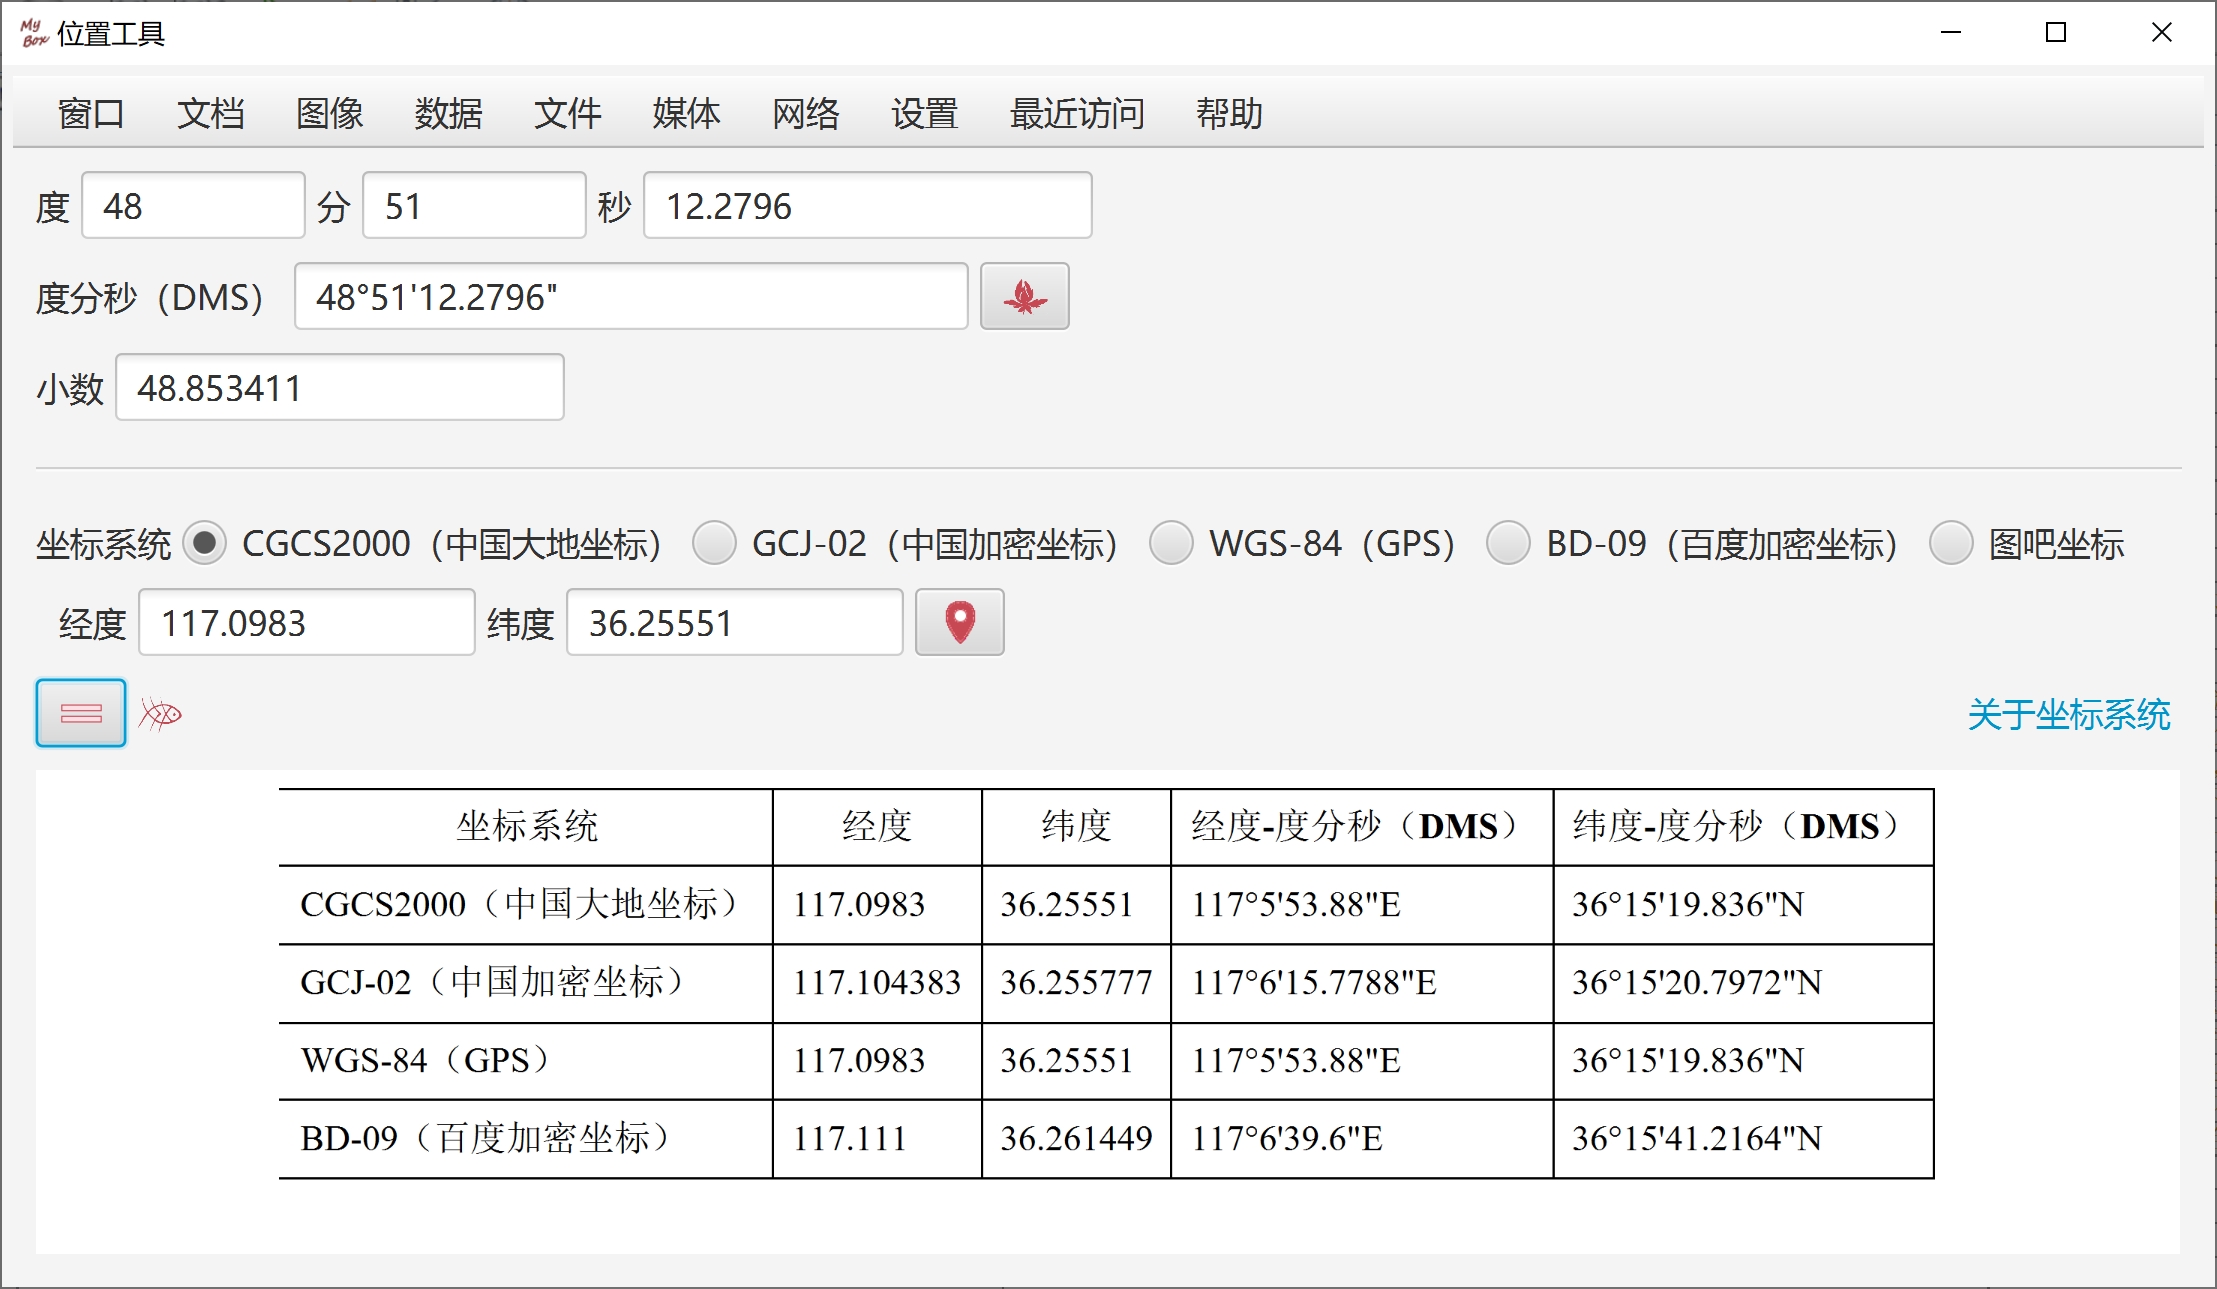 My Box 位置工具
窗口 文档 图像 数据 文件 媒体 网络 设置 最近访问 帮助
度 48 分 51 秒 12.2796
度分秒（DMS） 48°51'12.2796"
小数 48.853411
坐标系统 CGCS2000（中国大地坐标） GCJ-02（中国加密坐标） WGS-84（GPS） BD-09（百度加密坐标） 图吧坐标
经度 117.0983 纬度 36.25551
关于坐标系统
坐标系统 经度 纬度 经度-度分秒（DMS） 纬度-度分秒（DMS）
CGCS2000（中国大地坐标） 117.0983 36.25551 117°5'53.88"E 36°15'19.836"N
GCJ-02（中国加密坐标） 117.104383 36.255777 117°6'15.7788"E 36°15'20.7972"N
WGS-84（GPS） 117.0983 36.25551 117°5'53.88"E 36°15'19.836"N
BD-09（百度加密坐标） 117.111 36.261449 117°6'39.6"E 36°15'41.2164"N